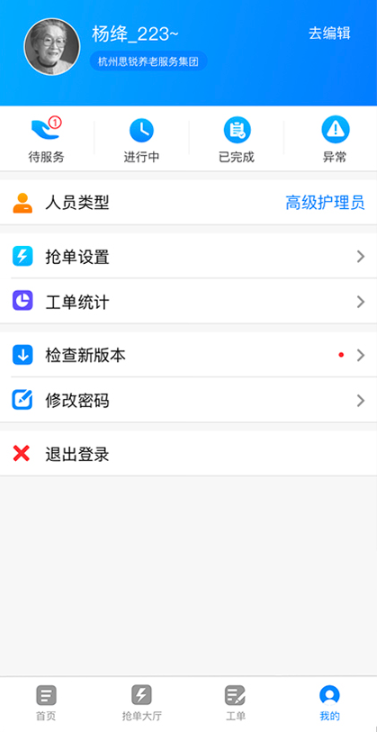 杨绛_223~
去编辑
杭州思锐养老服务集团
1
待服务
进行中
已完成
异常
人员类型
高级护理员
抢单设置
工单统计
检查新版本
修改密码
退出登录
首页
抢单大厅
工单
我的